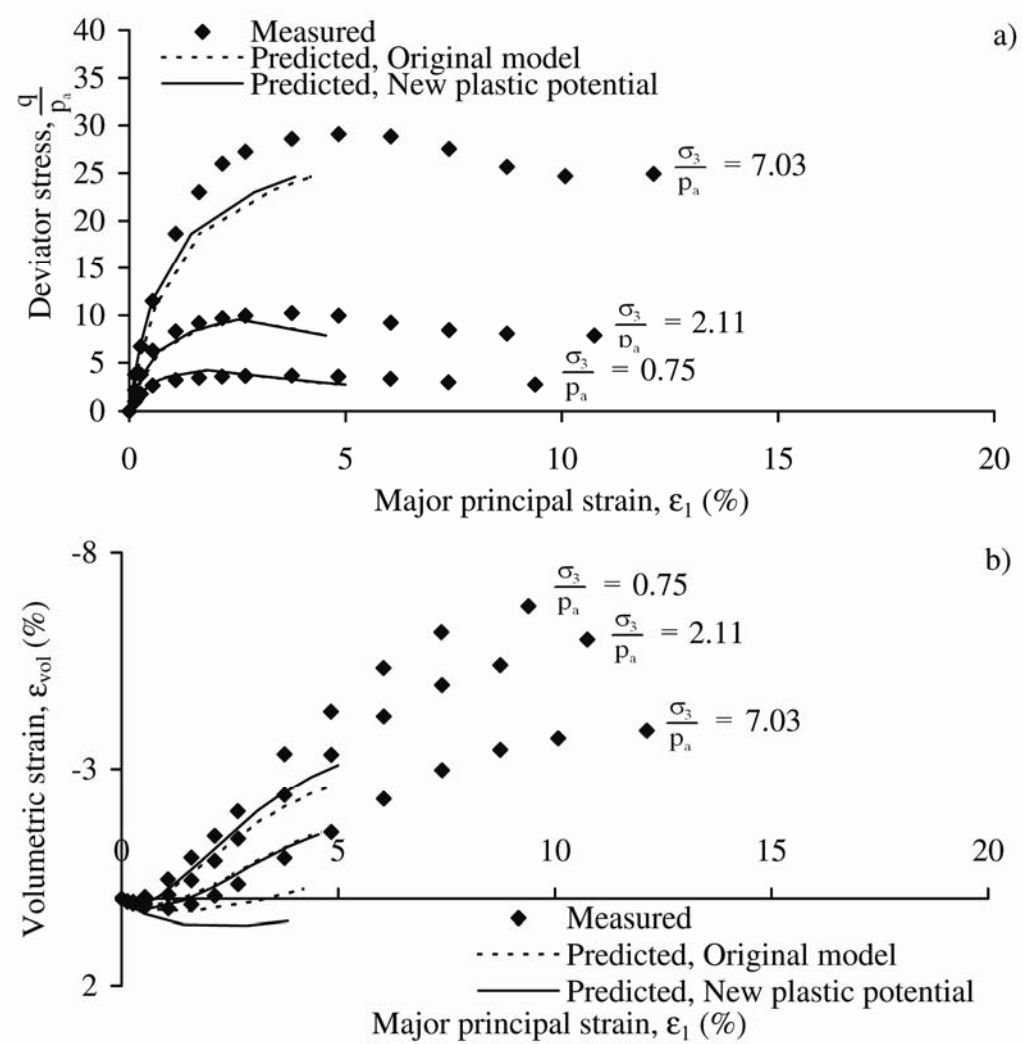 a)
Measured
Predicted, Original model
Predicted, New plastic potential
40
35
30
25
20
15
10
5
0
Deviator stress, q/pₐ
σ₃/pₐ = 7.03
σ₃/pₐ = 2.11
σ₃/pₐ = 0.75
0 5 10 15 20
Major principal strain, ε₁ (%)
b)
-8
-3
2
Volumetric strain, εvol (%)
σ₃/pₐ = 0.75
σ₃/pₐ = 2.11
σ₃/pₐ = 7.03
0 5 10 15 20
Measured
Predicted, Original model
Predicted, New plastic potential
Major principal strain, ε₁ (%)